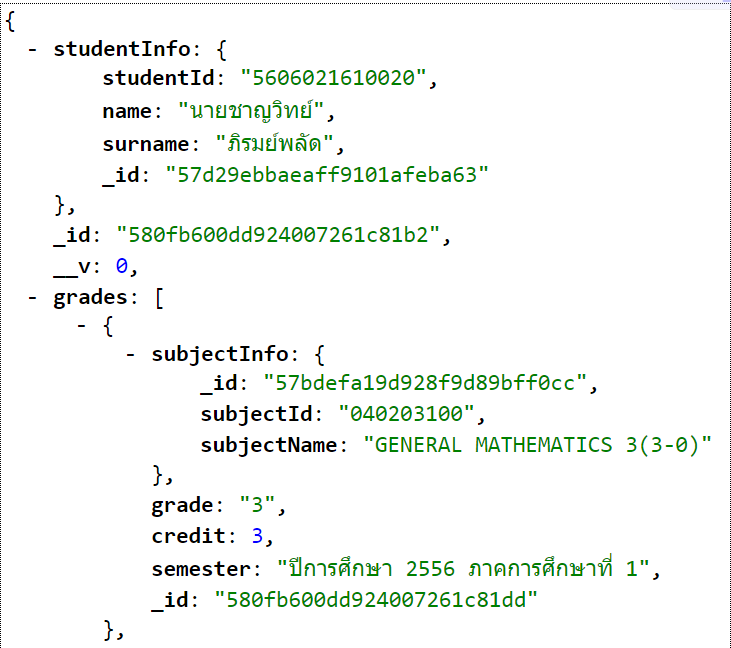 {
- studentInfo: {
studentId: "5606021610020",
name: "นายชาญวิทย์",
surname: "ภิรมย์พลัด",
_id: "57d29ebbaeaff9101afeba63"
},
_id: "580fb600dd924007261c81b2",
__v: 0,
- grades: [
- {
- subjectInfo: {
_id: "57bdefa19d928f9d89bff0cc",
subjectId: "040203100",
subjectName: "GENERAL MATHEMATICS 3(3-0)"
},
grade: "3",
credit: 3,
semester: "ปีการศึกษา 2556 ภาคการศึกษาที่ 1",
_id: "580fb600dd924007261c81dd"
},